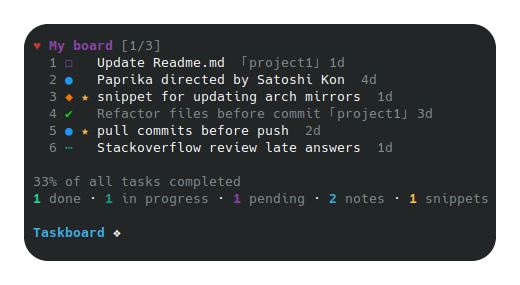 ♥ My board [1/3]
1 ☐ Update Readme.md 「project1」 1d
2 ● Paprika directed by Satoshi Kon 4d
3 ◆ ★ snippet for updating arch mirrors 1d
4 ✔ Refactor files before commit「project1」 3d
5 ● ★ pull commits before push 2d
6 … Stackoverflow review late answers 1d
33% of all tasks completed
1 done · 1 in progress · 1 pending · 2 notes · 1 snippets
Taskboard ❖